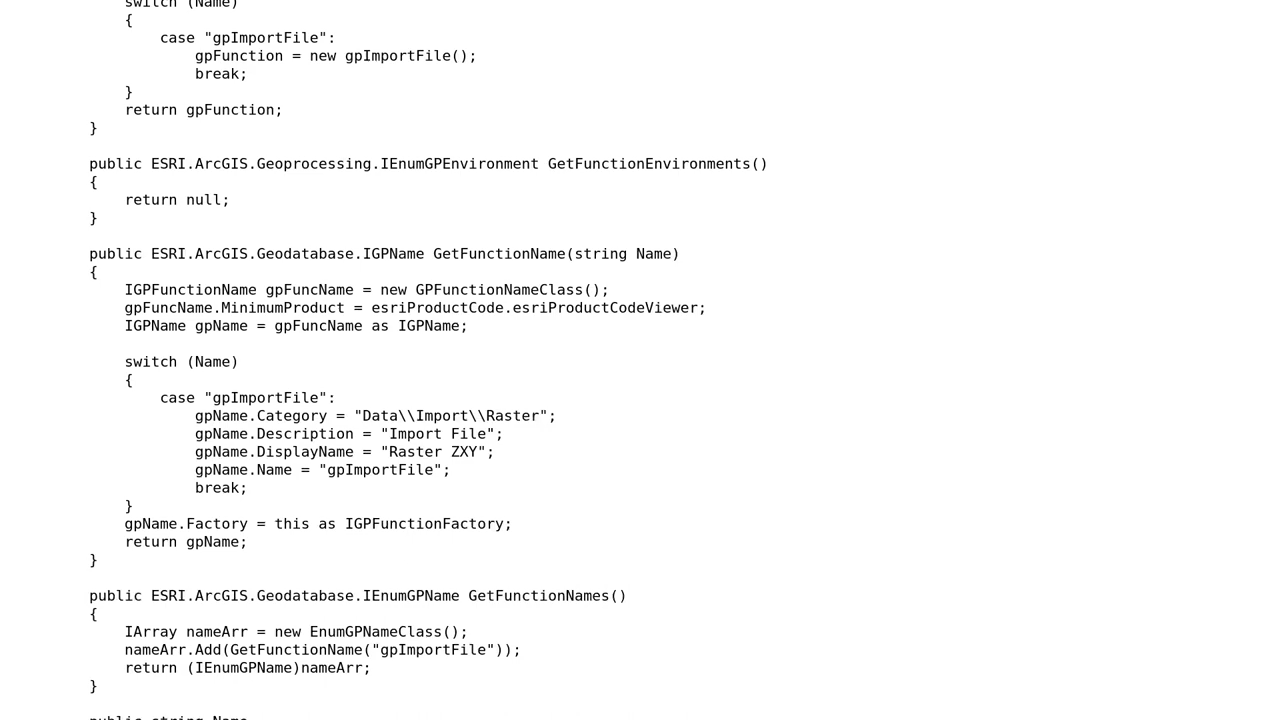 switch (Name)
{
case "gpImportFile":
gpFunction = new gpImportFile();
break;
}
return gpFunction;
}
public ESRI.ArcGIS.Geoprocessing.IEnumGPEnvironment GetFunctionEnvironments()
{
return null;
}
public ESRI.ArcGIS.Geodatabase.IGPName GetFunctionName(string Name)
{
IGPFunctionName gpFuncName = new GPFunctionNameClass();
gpFuncName.MinimumProduct = esriProductCode.esriProductCodeViewer;
IGPName gpName = gpFuncName as IGPName;
switch (Name)
{
case "gpImportFile":
gpName.Category = "Data\\Import\\Raster";
gpName.Description = "Import File";
gpName.DisplayName = "Raster ZXY";
gpName.Name = "gpImportFile";
break;
}
gpName.Factory = this as IGPFunctionFactory;
return gpName;
}
public ESRI.ArcGIS.Geodatabase.IEnumGPName GetFunctionNames()
{
IArray nameArr = new EnumGPNameClass();
nameArr.Add(GetFunctionName("gpImportFile"));
return (IEnumGPName)nameArr;
}
public string Name